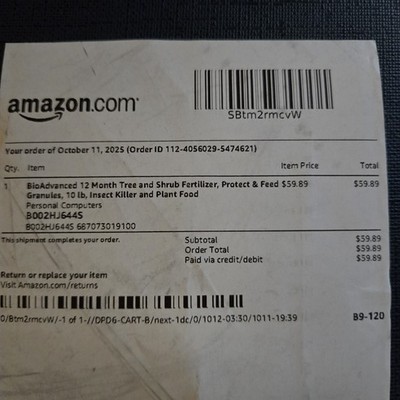 amazon.com
SBtm2rmcvW
Your order of October 11, 2025 (Order ID 112-4056029-5474621)
Qty. Item Item Price Total
1 BioAdvanced 12 Month Tree and Shrub Fertilizer, Protect & Feed $59.89 $59.89
Granules, 10 lb, Insect Killer and Plant Food
Personal Computers
B002HJ644S
B002HJ644S 687073019100
This shipment completes your order. Subtotal $59.89
Order Total $59.89
Paid via credit/debit $59.89
Return or replace your item
Visit Amazon.com/returns
0/Btm2rmcvW/-1 of 1-//DPD6-CART-B/next-1dc/0/1012-03:30/1011-19:39 B9-120